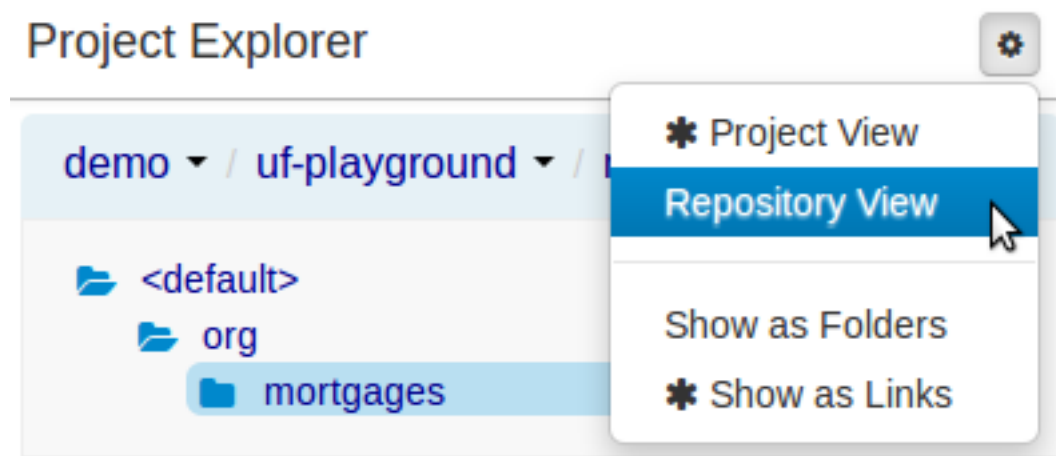 Project Explorer
✱ Project View
demo / uf-playground /
Repository View
<default>
org
Show as Folders
mortgages
✱ Show as Links